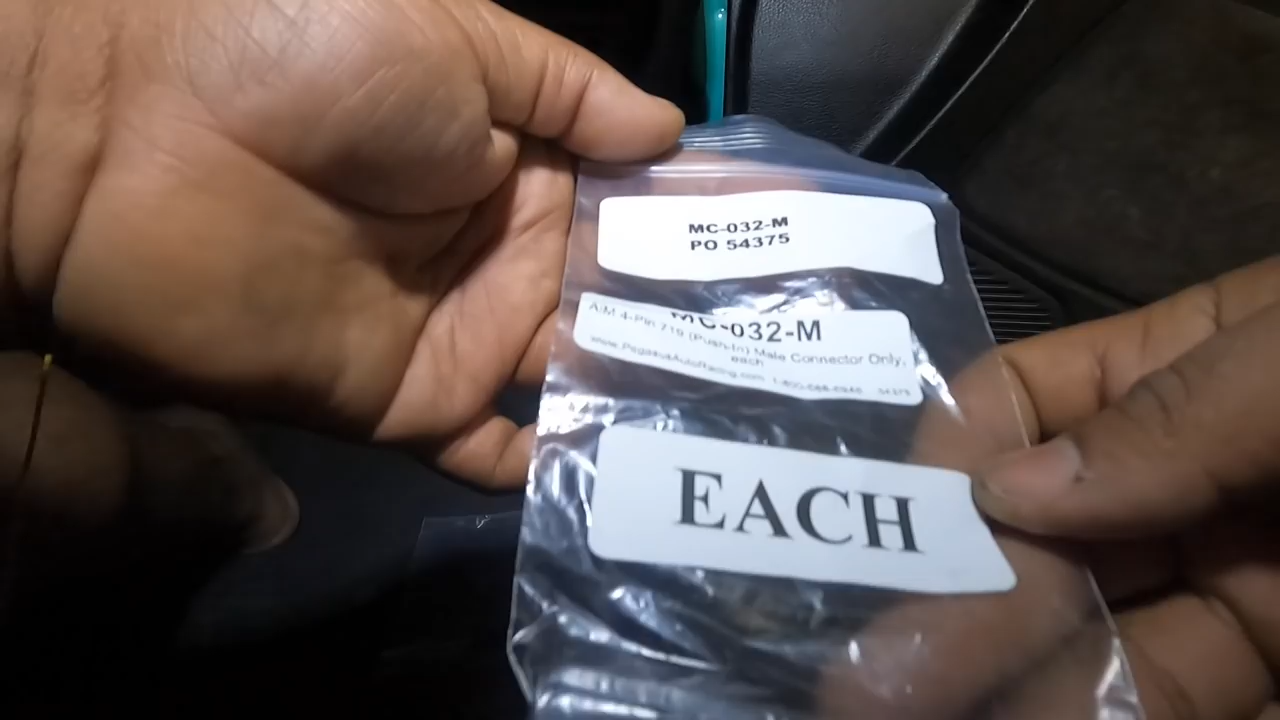 MC-032-M
PO 54375
MC-032-M
AiM 4-Pin 719 (Push-In) Male Connector Only,
each
www.PegasusAutoRacing.com 54375
EACH